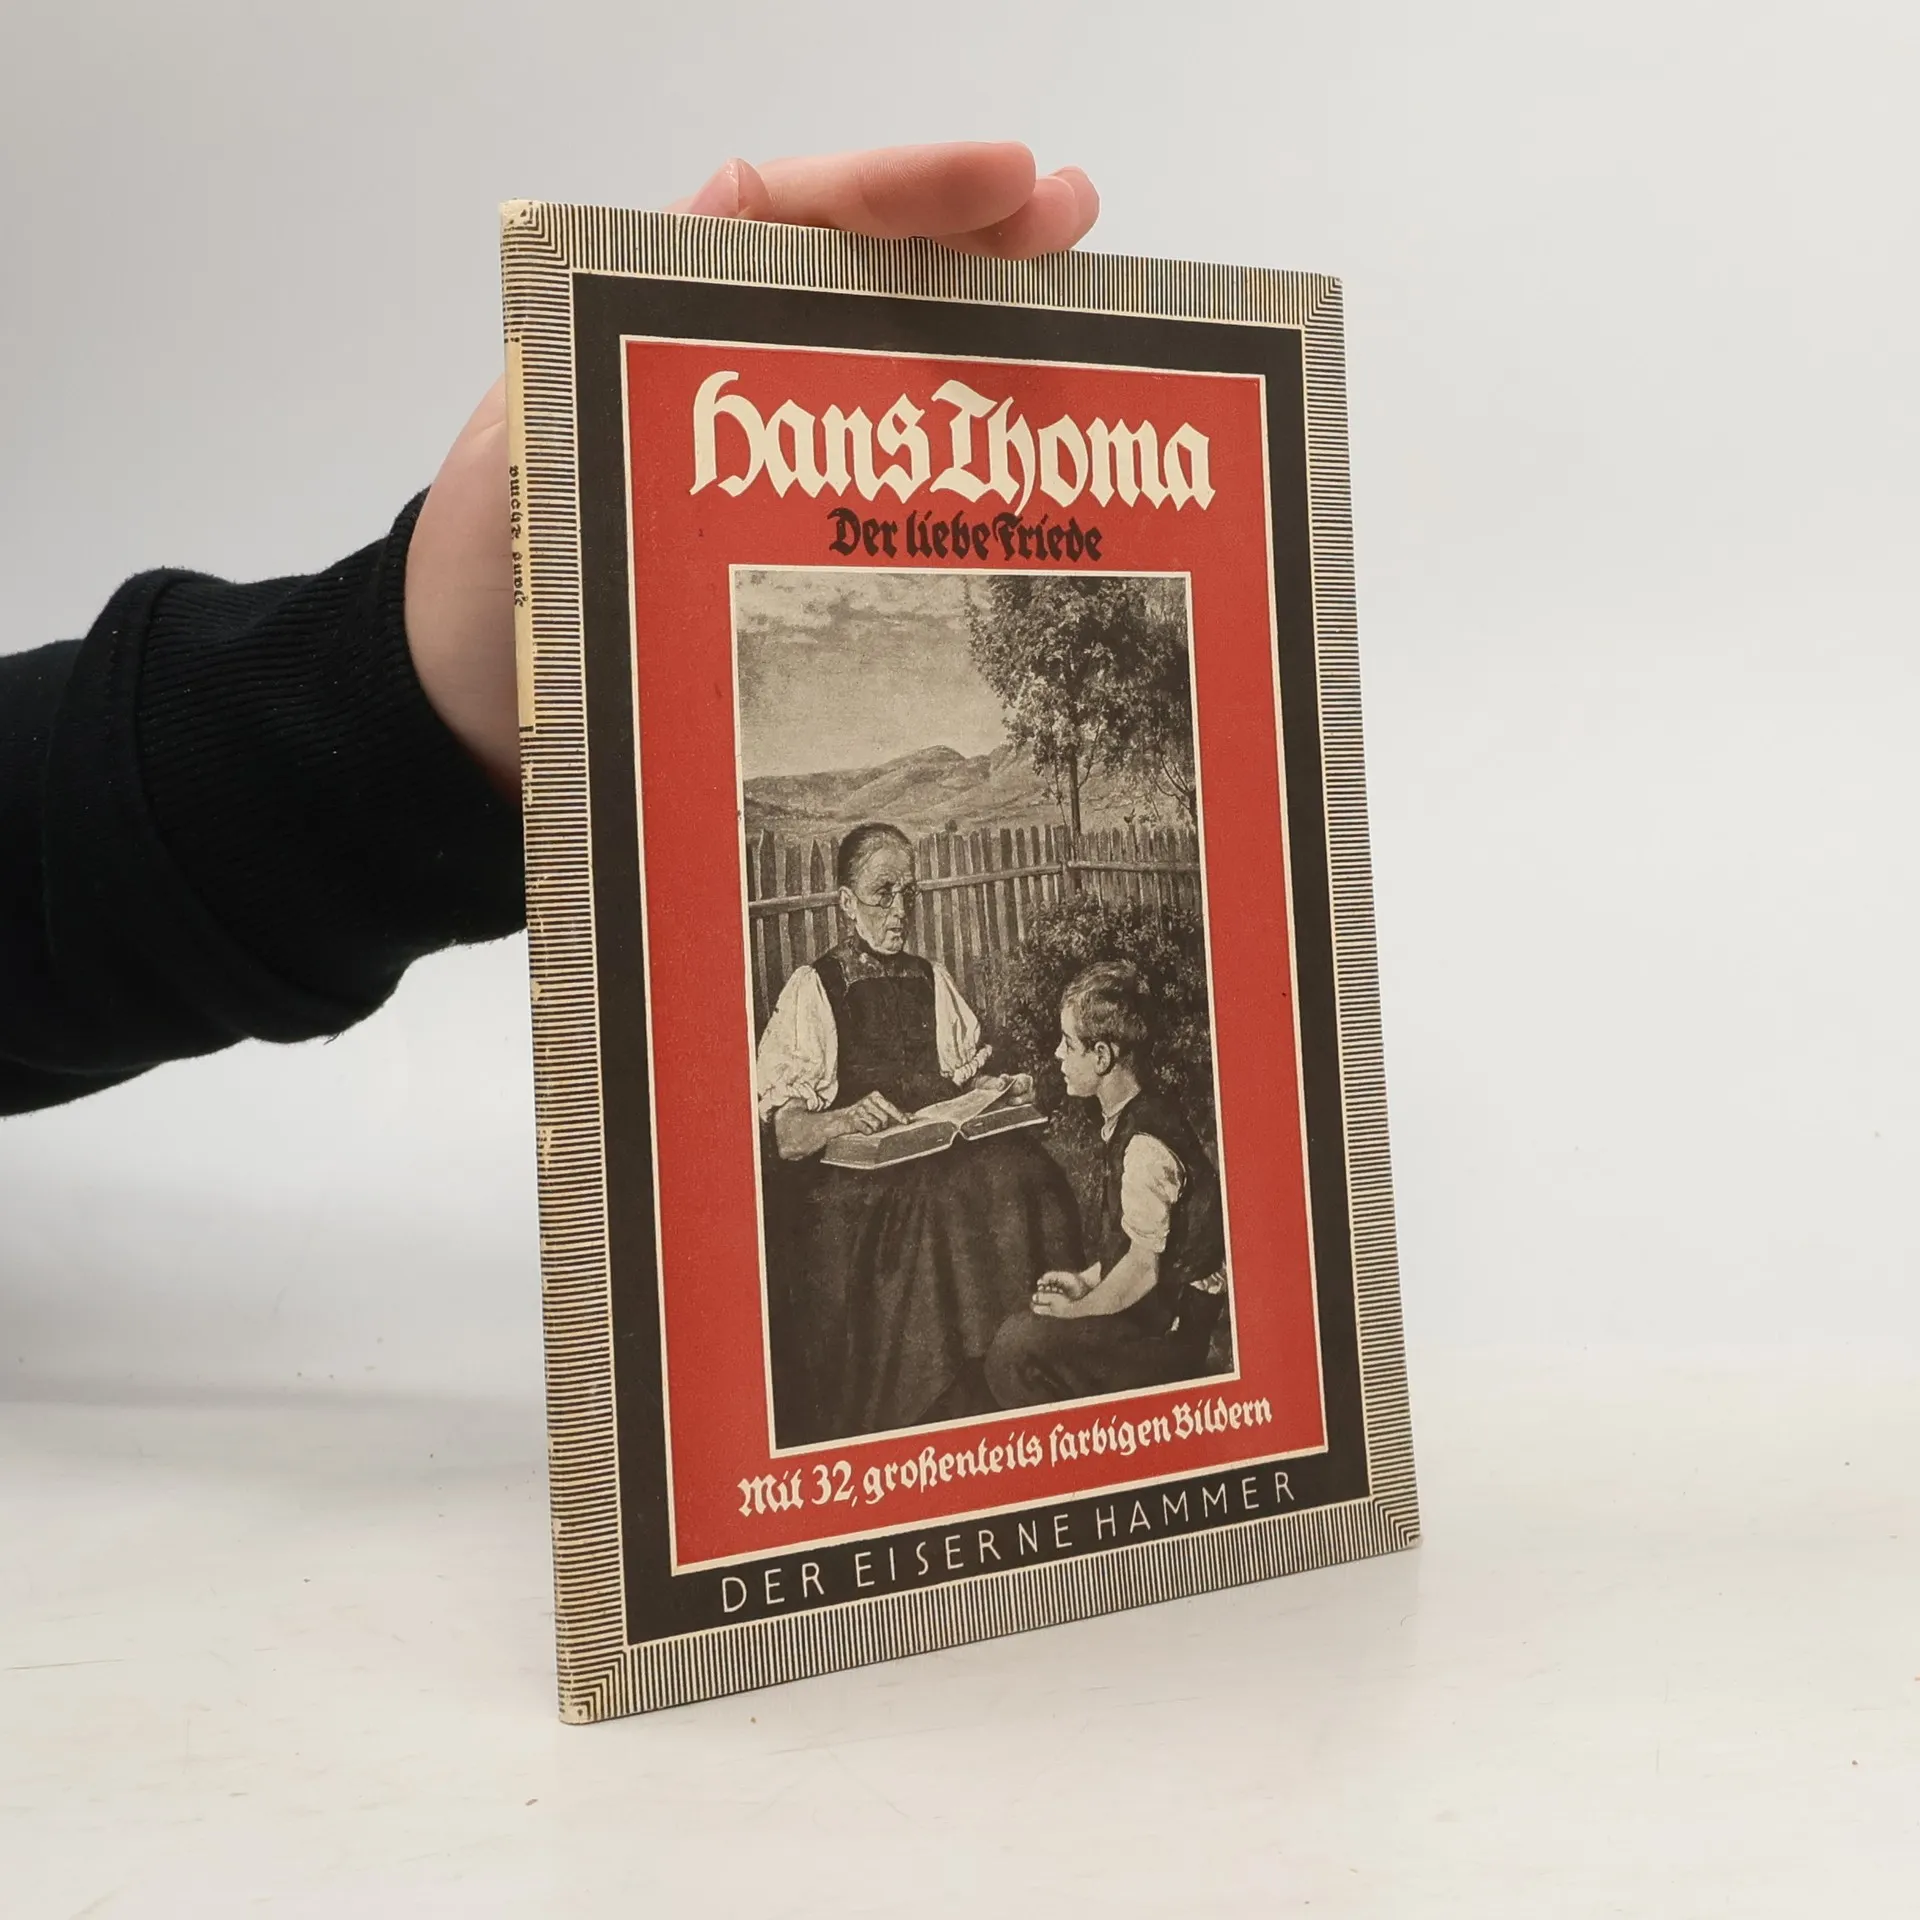 Hans Thoma
Der liebe Friede
Mit 32, großenteils farbigen Bildern
DER EISERNE HAMMER